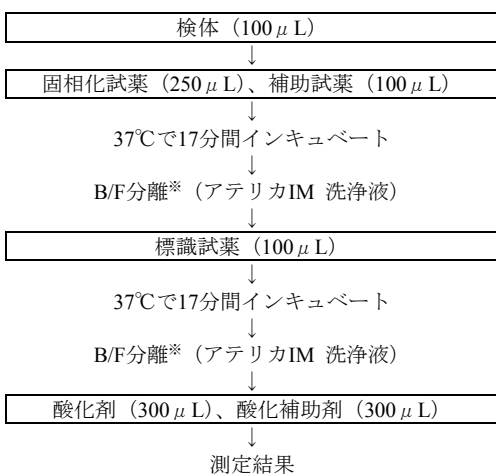 検体（100μL）
↓
固相化試薬（250μL）、補助試薬（100μL）
↓
37℃で17分間インキュベート
↓
B/F分離※（アテリカIM 洗浄液）
↓
標識試薬（100μL）
↓
37℃で17分間インキュベート
↓
B/F分離※（アテリカIM 洗浄液）
↓
酸化剤（300μL）、酸化補助剤（300μL）
↓
測定結果